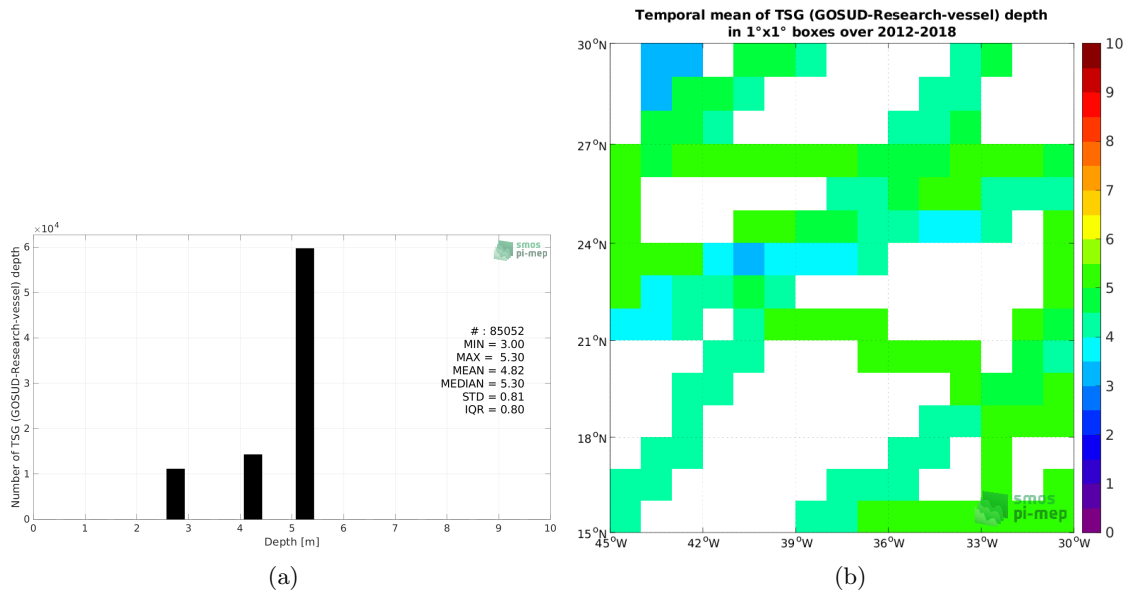 ×10⁴
Number of TSG (GOSUD-Research-vessel) depth
6
5
4
3
2
1
0
smos
pi-mep
# : 85052
MIN = 3.00
MAX =  5.30
MEAN = 4.82
MEDIAN = 5.30
STD = 0.81
IQR = 0.80
0 1 2 3 4 5 6 7 8 9 10
Depth [m]
(a)
Temporal mean of TSG (GOSUD-Research-vessel) depth
in 1°x1° boxes over 2012-2018
30°N
27°N
24°N
21°N
18°N
15°N
45°W 42°W 39°W 36°W 33°W 30°W
smos
pi-mep
10
9
8
7
6
5
4
3
2
1
0
(b)